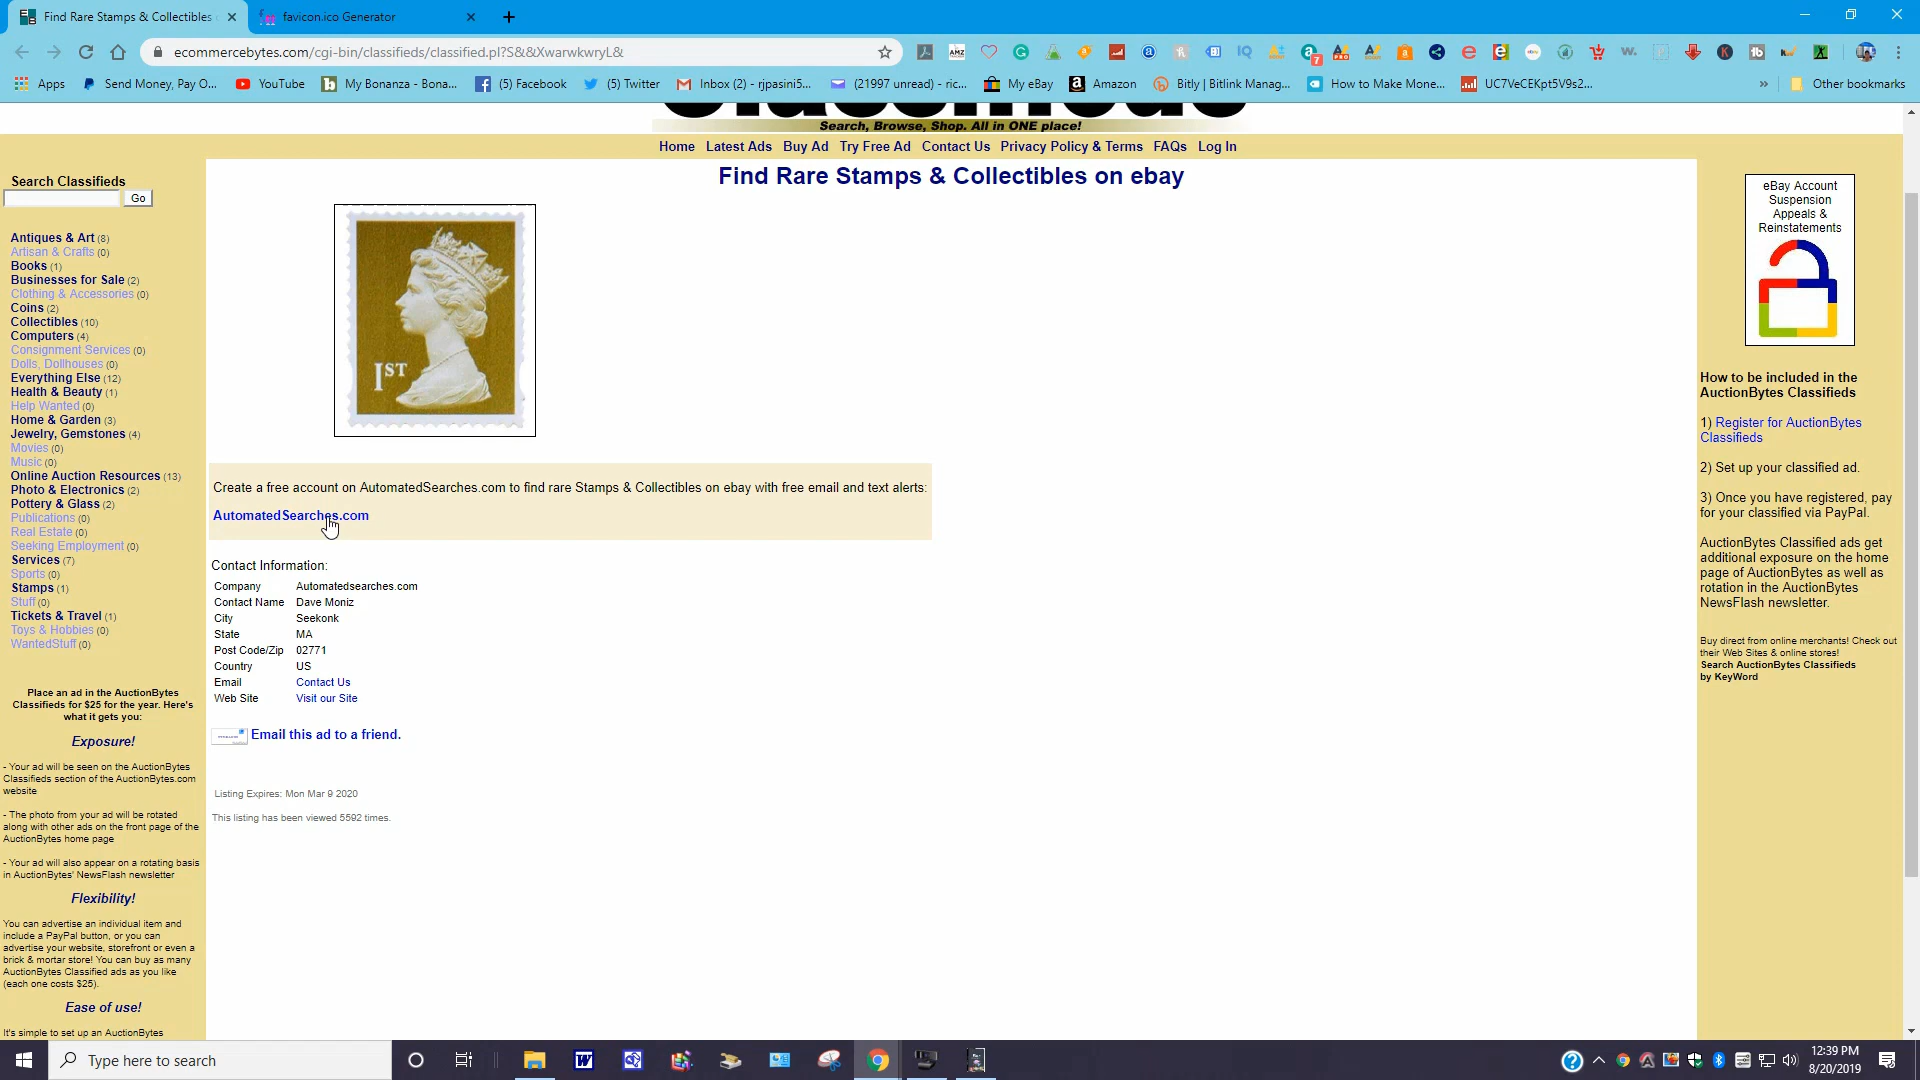 Find Rare Stamps & Collectibles
favicon.ico Generator
ecommercebytes.com/cgi-bin/classifieds/classified.pl?S&&XwarwkwryL&
Apps
Send Money, Pay O...
YouTube
My Bonanza - Bona...
(5) Facebook
(5) Twitter
Inbox (2) - rjpasini5...
(21997 unread) - ric...
My eBay
Amazon
Bitly | Bitlink Manag...
How to Make Mone...
UC7VeCEKpt5V9s2...
»
Other bookmarks
Search, Browse, Shop. All in ONE place!
Home Latest Ads Buy Ad Try Free Ad Contact Us Privacy Policy & Terms FAQs Log In
Search Classifieds
Go
Antiques & Art (8)
Artisan & Crafts (0)
Books (1)
Businesses for Sale (2)
Clothing & Accessories (0)
Coins (2)
Collectibles (10)
Computers (4)
Consignment Services (0)
Dolls, Dollhouses (0)
Everything Else (12)
Health & Beauty (1)
Help Wanted (0)
Home & Garden (3)
Jewelry, Gemstones (4)
Movies (0)
Music (0)
Online Auction Resources (13)
Photo & Electronics (2)
Pottery & Glass (2)
Publications (0)
Real Estate (0)
Seeking Employment (0)
Services (7)
Sports (0)
Stamps (1)
Stuff (0)
Tickets & Travel (1)
Toys & Hobbies (0)
WantedStuff (0)
Place an ad in the AuctionBytes
Classifieds for $25 for the year. Here's
what it gets you:
Exposure!
- Your ad will be seen on the AuctionBytes
Classifieds section of the AuctionBytes.com
website
- The photo from your ad will be rotated
along with other ads on the front page of the
AuctionBytes home page
- Your ad will also appear on a rotating basis
in AuctionBytes' NewsFlash newsletter
Flexibility!
You can advertise an individual item and
include a PayPal button, or you can
advertise your website, storefront or even a
brick & mortar store! You can buy as many
AuctionBytes Classified ads as you like
(each one costs $25).
Ease of use!
It's simple to set up an AuctionBytes
Find Rare Stamps & Collectibles on ebay
1ST
Create a free account on AutomatedSearches.com to find rare Stamps & Collectibles on ebay with free email and text alerts:
AutomatedSearches.com
Contact Information:
Company Automatedsearches.com
Contact Name Dave Moniz
City Seekonk
State MA
Post Code/Zip 02771
Country US
Email Contact Us
Web Site Visit our Site
Email this ad to a friend.
Listing Expires: Mon Mar 9 2020
This listing has been viewed 5592 times.
eBay Account
Suspension
Appeals &
Reinstatements
How to be included in the
AuctionBytes Classifieds
1) Register for AuctionBytes
Classifieds
2) Set up your classified ad.
3) Once you have registered, pay
for your classified via PayPal.
AuctionBytes Classified ads get
additional exposure on the home
page of AuctionBytes as well as
rotation in the AuctionBytes
NewsFlash newsletter.
Buy direct from online merchants! Check out
their Web Sites & online stores!
Search AuctionBytes Classifieds
by KeyWord
Type here to search
12:39 PM
8/20/2019